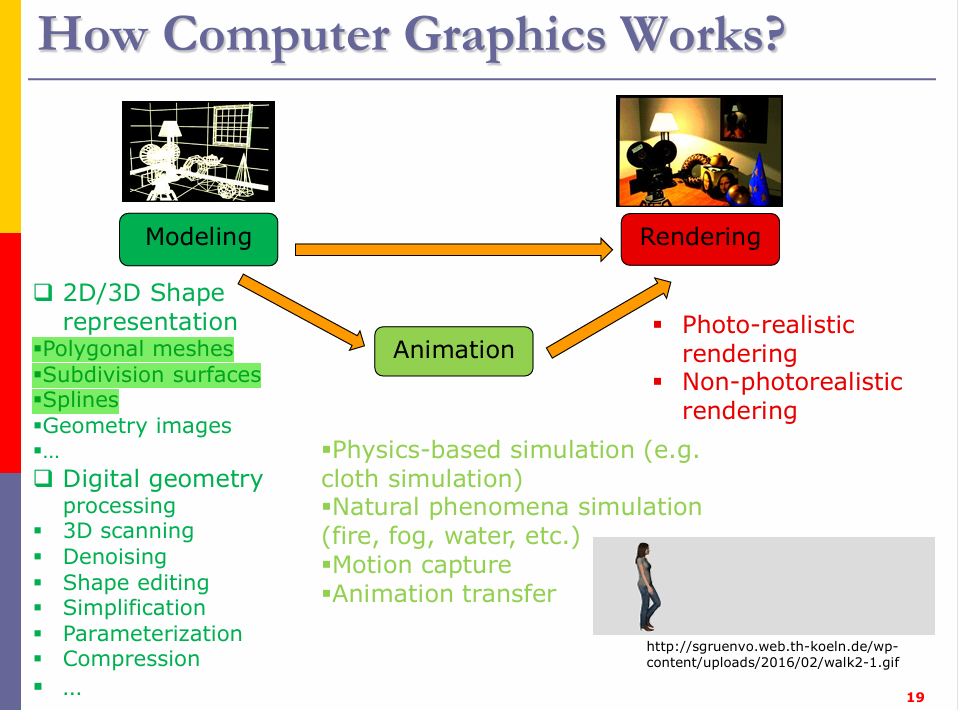 How Computer Graphics Works?
Modeling
Rendering
Animation
❑ 2D/3D Shape
representation
▪Polygonal meshes
▪Subdivision surfaces
▪Splines
▪Geometry images
▪…
❑ Digital geometry
processing
▪ 3D scanning
▪ Denoising
▪ Shape editing
▪ Simplification
▪ Parameterization
▪ Compression
▪ …
▪Physics-based simulation (e.g.
cloth simulation)
▪Natural phenomena simulation
(fire, fog, water, etc.)
▪Motion capture
▪Animation transfer
▪ Photo-realistic
rendering
▪ Non-photorealistic
rendering
http://sgruenvo.web.th-koeln.de/wp-
content/uploads/2016/02/walk2-1.gif
19